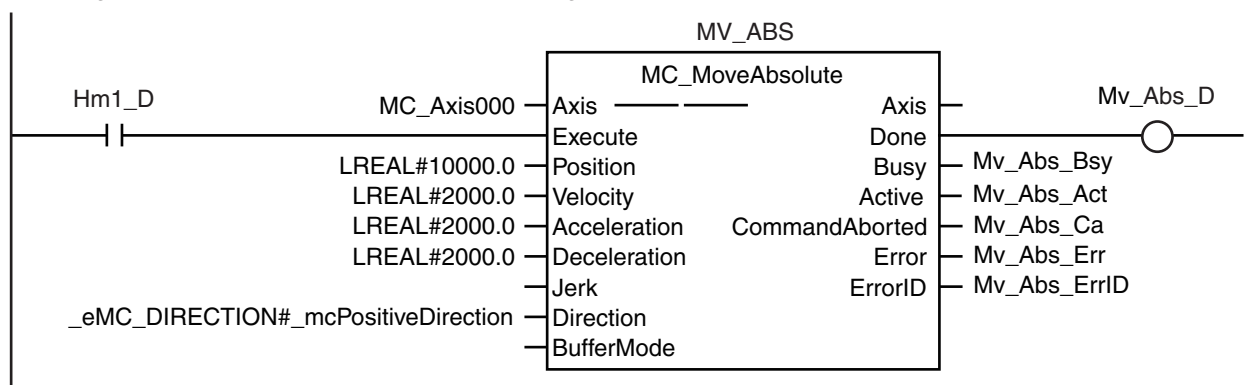 MV_ABS
MC_MoveAbsolute
Hm1_D MC_Axis000 Axis Axis Mv_Abs_D
Execute Done
LREAL#10000.0 Position Busy Mv_Abs_Bsy
LREAL#2000.0 Velocity Active Mv_Abs_Act
LREAL#2000.0 Acceleration CommandAborted Mv_Abs_Ca
LREAL#2000.0 Deceleration Error Mv_Abs_Err
Jerk ErrorID Mv_Abs_ErrID
_eMC_DIRECTION#_mcPositiveDirection Direction
BufferMode